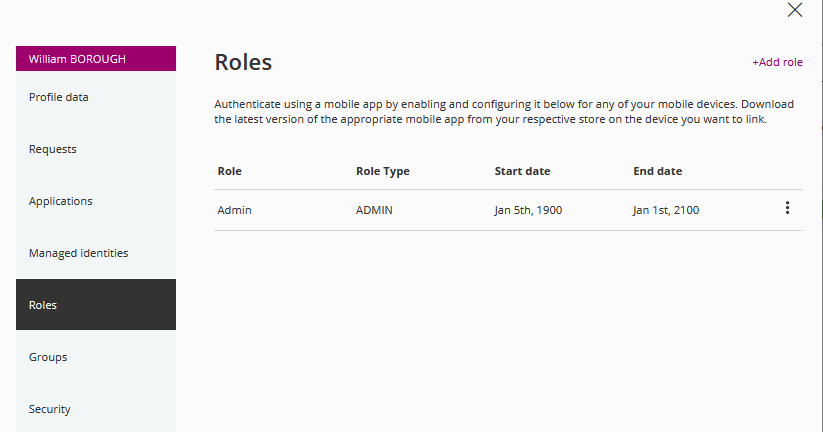 William BOROUGH
Profile data
Requests
Applications
Managed identities
Roles
Groups
Security
Roles
+Add role
Authenticate using a mobile app by enabling and configuring it below for any of your mobile devices. Download
the latest version of the appropriate mobile app from your respective store on the device you want to link.
Role Role Type Start date End date
Admin ADMIN Jan 5th, 1900 Jan 1st, 2100